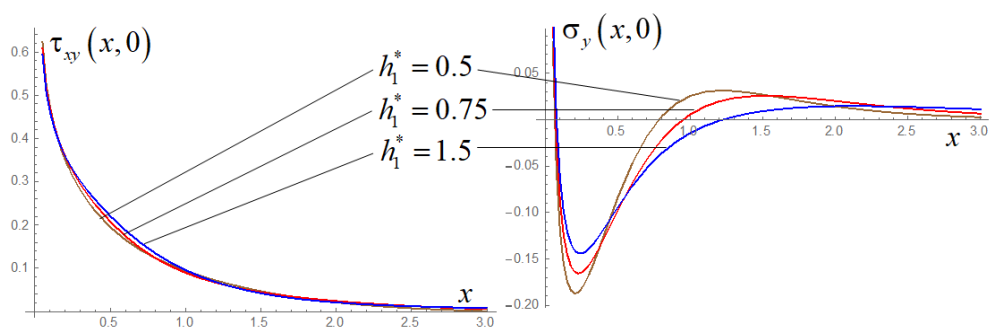 τ_xy (x,0)
0.6
0.5
0.4
0.3
0.2
0.1
0.5 1.0 1.5 2.0 2.5 3.0
x
h₁* = 0.5
h₁* = 0.75
h₁* = 1.5
σ_y (x,0)
0.05
-0.05
-0.10
-0.15
-0.20
0.5 1.0 1.5 2.0 2.5 3.0
x